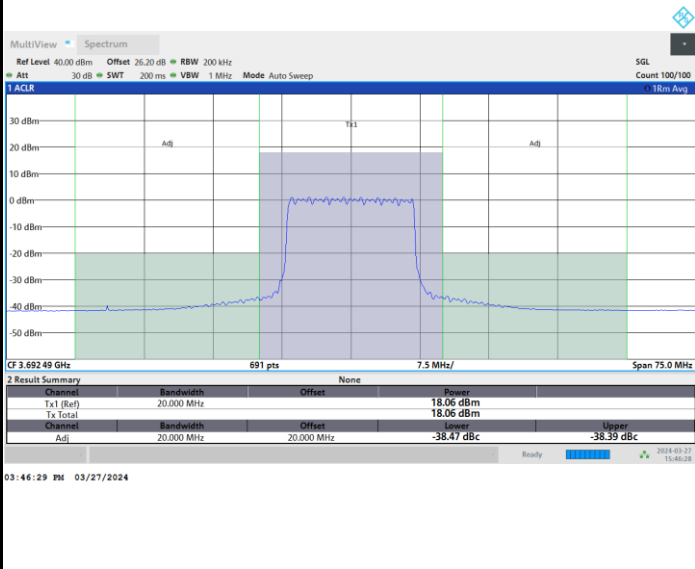 MultiView Spectrum
Ref Level 40.00 dBm Offset 26.20 dB RBW 200 kHz SGL
Att 30 dB SWT 200 ms VBW 1 MHz Mode Auto Sweep Count 100/100
1 ACLR 1Rm Avg
30 dBm
Tx1
20 dBm
Adj Adj
10 dBm
0 dBm
-10 dBm
-20 dBm
-30 dBm
-40 dBm
-50 dBm
CF 3.692 49 GHz 691 pts 7.5 MHz/ Span 75.0 MHz
2 Result Summary None
Channel Bandwidth Offset Power
Tx1 (Ref) 20.000 MHz 18.06 dBm
Tx Total 18.06 dBm
Channel Bandwidth Offset Lower Upper
Adj 20.000 MHz 20.000 MHz -38.47 dBc -38.39 dBc
Ready 2024-03-27
15:46:28
03:46:29 PM 03/27/2024